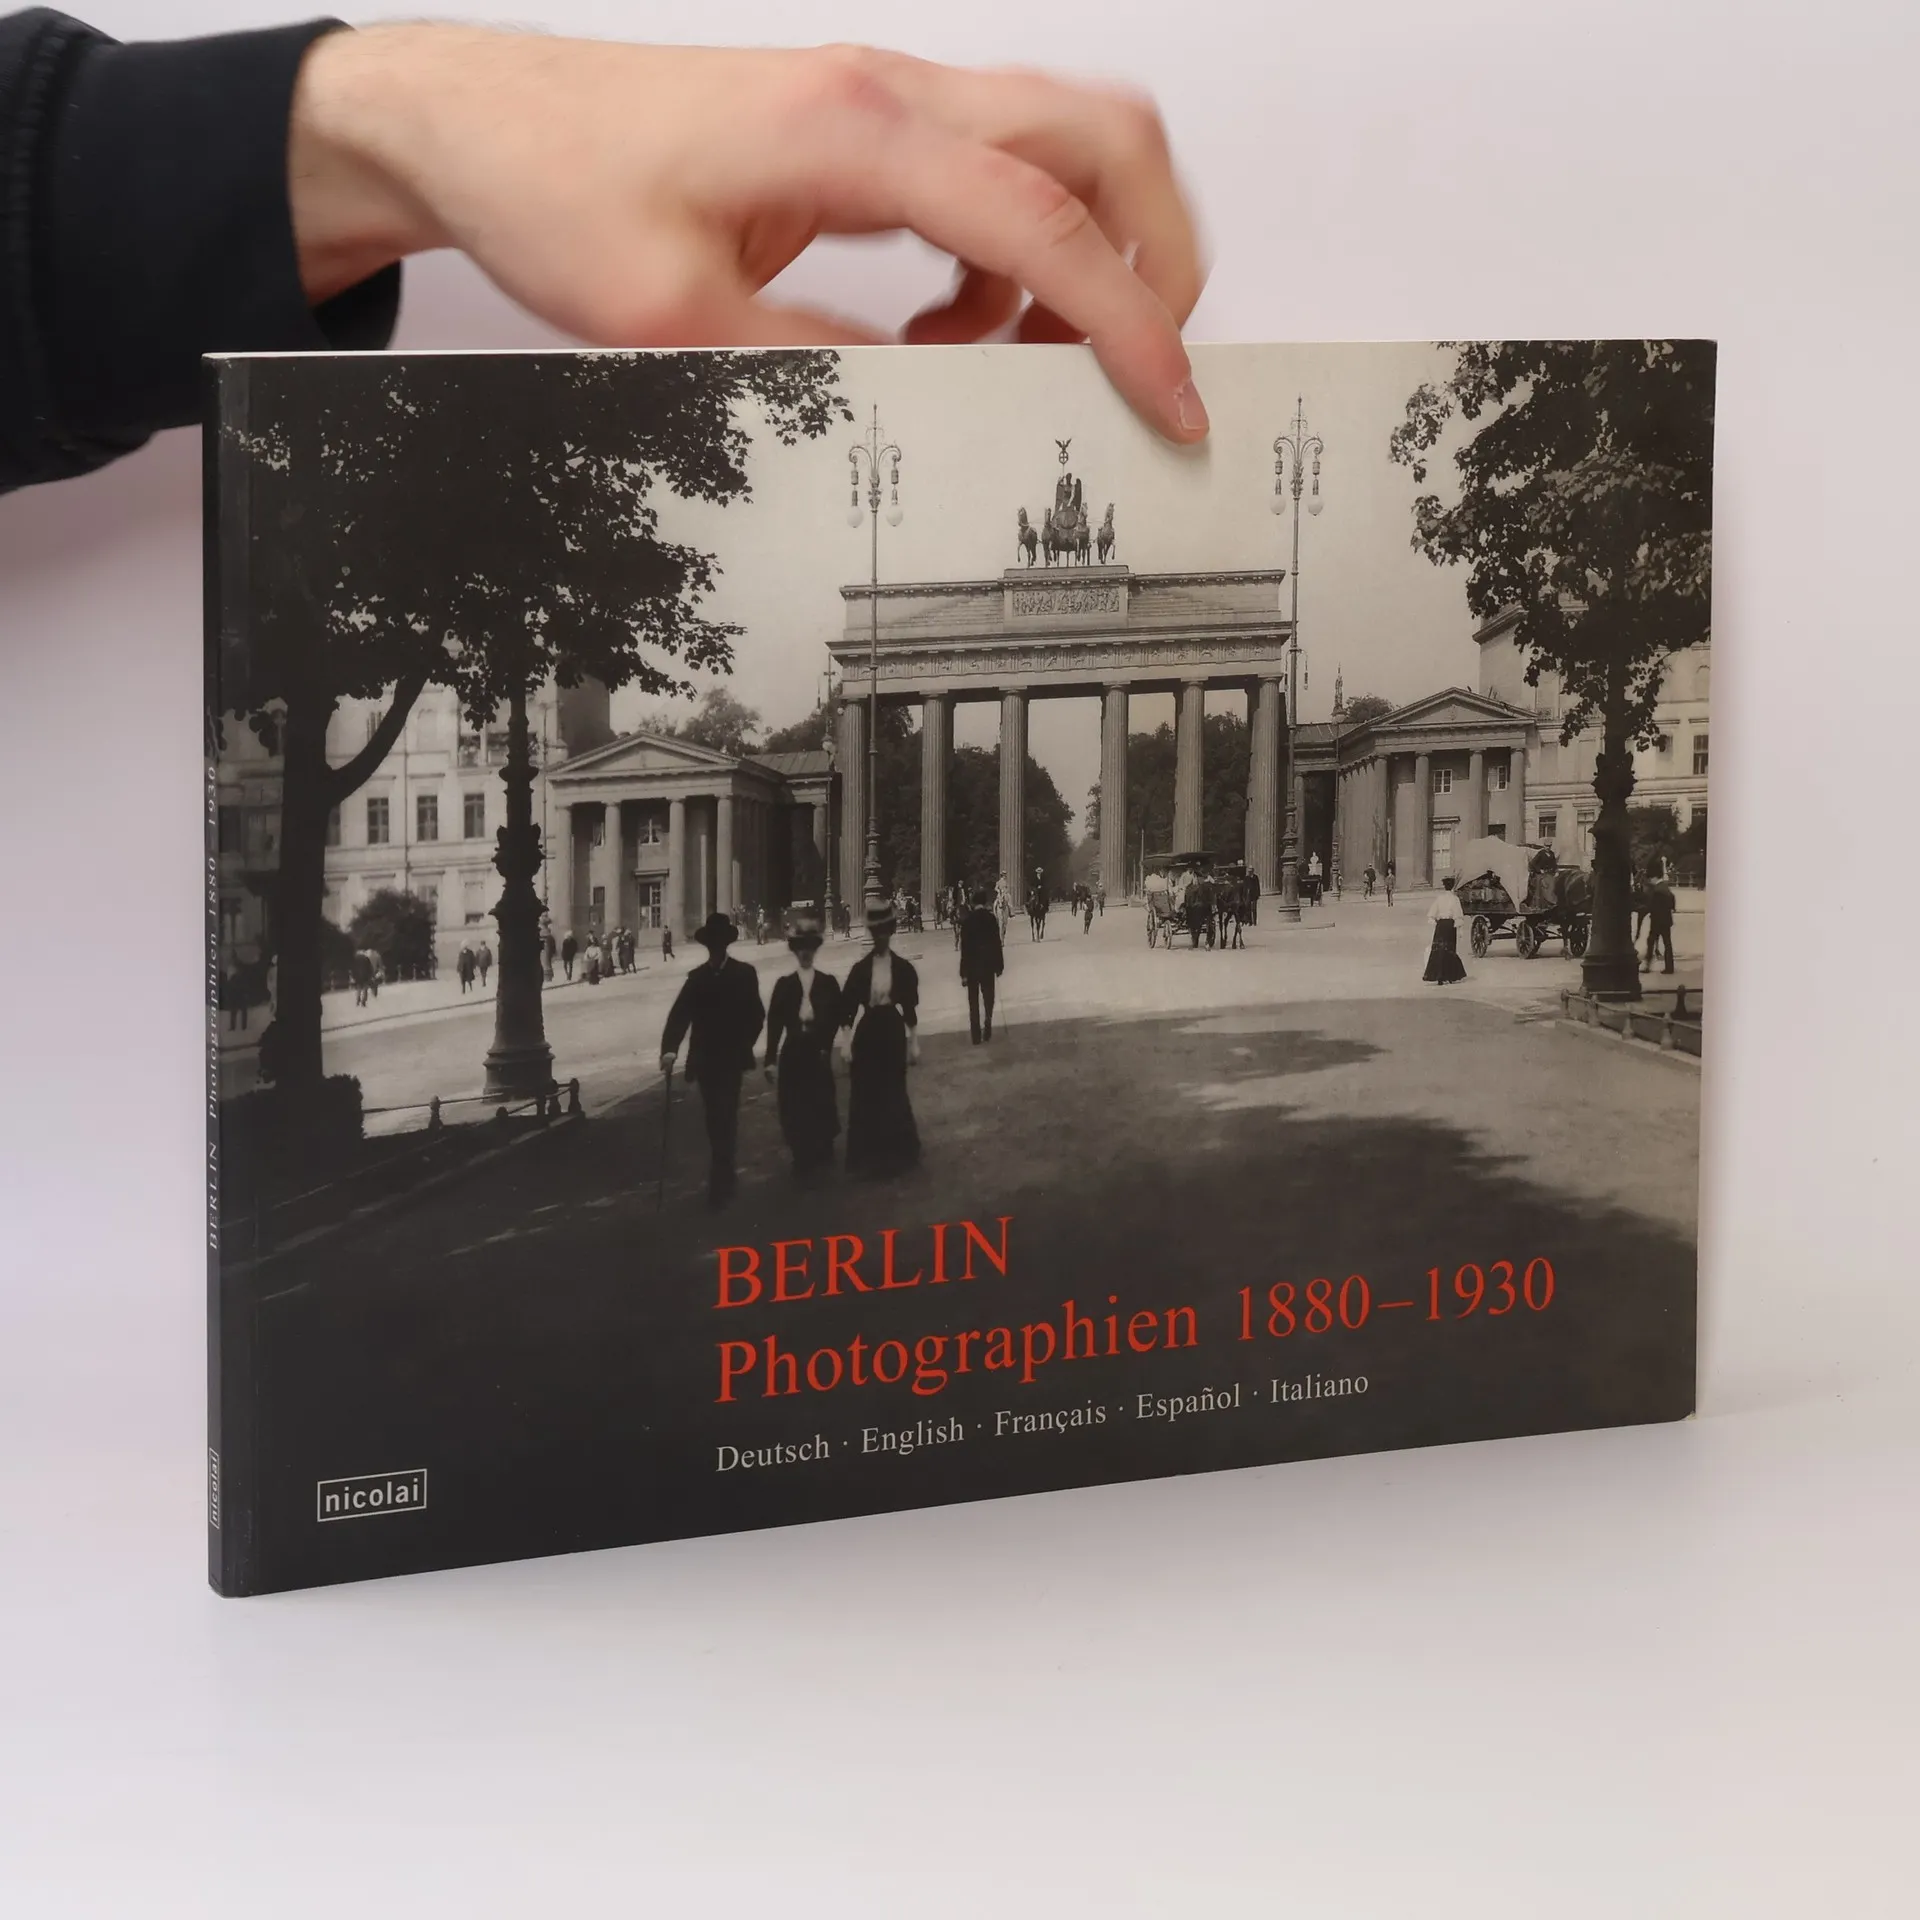 BERLIN
Photographien 1880–1930
Deutsch · English · Français · Español · Italiano
nicolai
BERLIN Photographien 1880–1930
nicolai